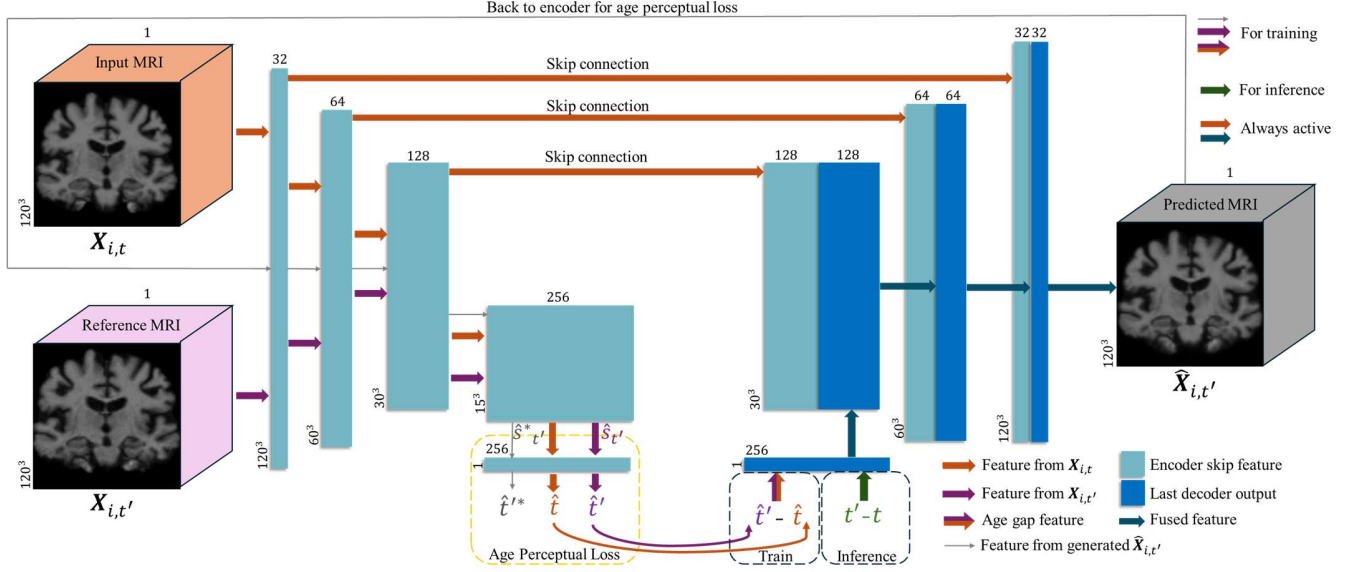 Back to encoder for age perceptual loss
1
Input MRI
120³
X_{i,t}
1
Reference MRI
120³
X_{i,t'}
32
120³
64
60³
128
30³
256
15³
Skip connection
Skip connection
Skip connection
ŝ*_{t'}
ŝ_{t'}
256
1
t̂'*
t̂
t̂'
Age Perceptual Loss
256
1
t̂' - t̂
Train
t'-t
Inference
128
128
30³
64
64
60³
32
32
120³
1
Predicted MRI
120³
X̂_{i,t'}
For training
For inference
Always active
Feature from X_{i,t}
Feature from X_{i,t'}
Age gap feature
Feature from generated X̂_{i,t'}
Encoder skip feature
Last decoder output
Fused feature